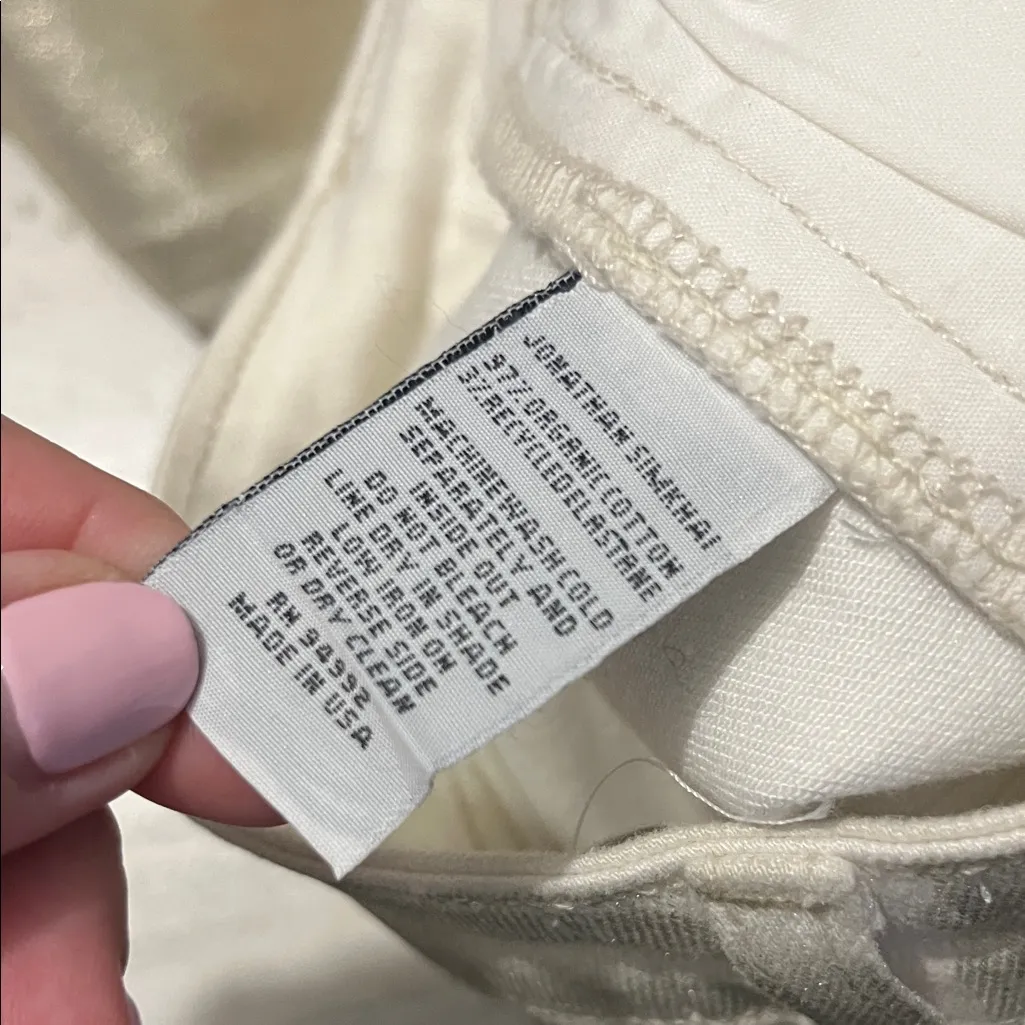 JONATHAN SIMKHAI
97% ORGANIC COTTON
3% RECYCLED ELASTANE
MACHINE WASH COLD
SEPARATELY AND
INSIDE OUT
DO NOT BLEACH
LINE DRY IN SHADE
LOW IRON ON
REVERSE SIDE
OR DRY CLEAN
RN 94992
MADE IN USA